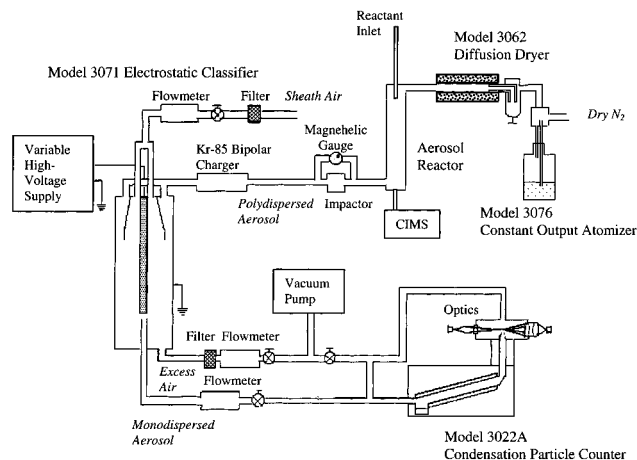 Reactant
Inlet
Model 3062
Diffusion Dryer
Model 3071 Electrostatic Classifier
Flowmeter
Filter
Sheath Air
Dry N2
Magnehelic
Gauge
Variable
High-
Voltage
Supply
Kr-85 Bipolar
Charger
Aerosol
Reactor
Polydispersed
Aerosol
Impactor
Model 3076
Constant Output Atomizer
CIMS
Vacuum
Pump
Optics
Filter
Flowmeter
Excess
Air
Flowmeter
Monodispersed
Aerosol
Model 3022A
Condensation Particle Counter